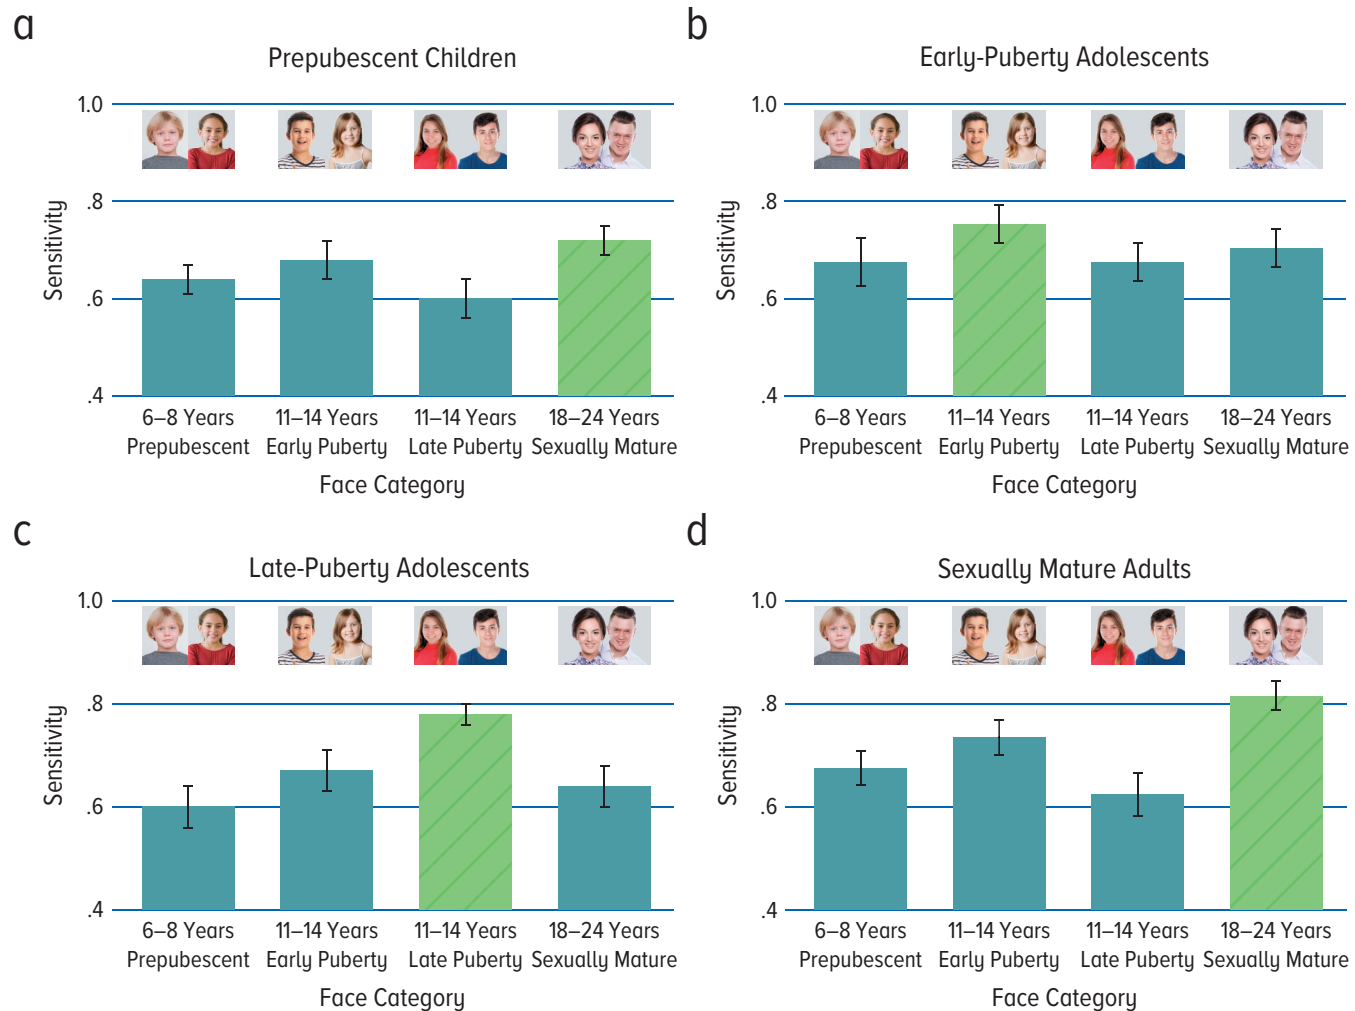 a
Prepubescent Children
Sensitivity
1.0
.8
.6
.4
6–8 Years 11–14 Years 11–14 Years 18–24 Years
Prepubescent Early Puberty Late Puberty Sexually Mature
Face Category
b
Early-Puberty Adolescents
Sensitivity
1.0
.8
.6
.4
6–8 Years 11–14 Years 11–14 Years 18–24 Years
Prepubescent Early Puberty Late Puberty Sexually Mature
Face Category
c
Late-Puberty Adolescents
Sensitivity
1.0
.8
.6
.4
6–8 Years 11–14 Years 11–14 Years 18–24 Years
Prepubescent Early Puberty Late Puberty Sexually Mature
Face Category
d
Sexually Mature Adults
Sensitivity
1.0
.8
.6
.4
6–8 Years 11–14 Years 11–14 Years 18–24 Years
Prepubescent Early Puberty Late Puberty Sexually Mature
Face Category